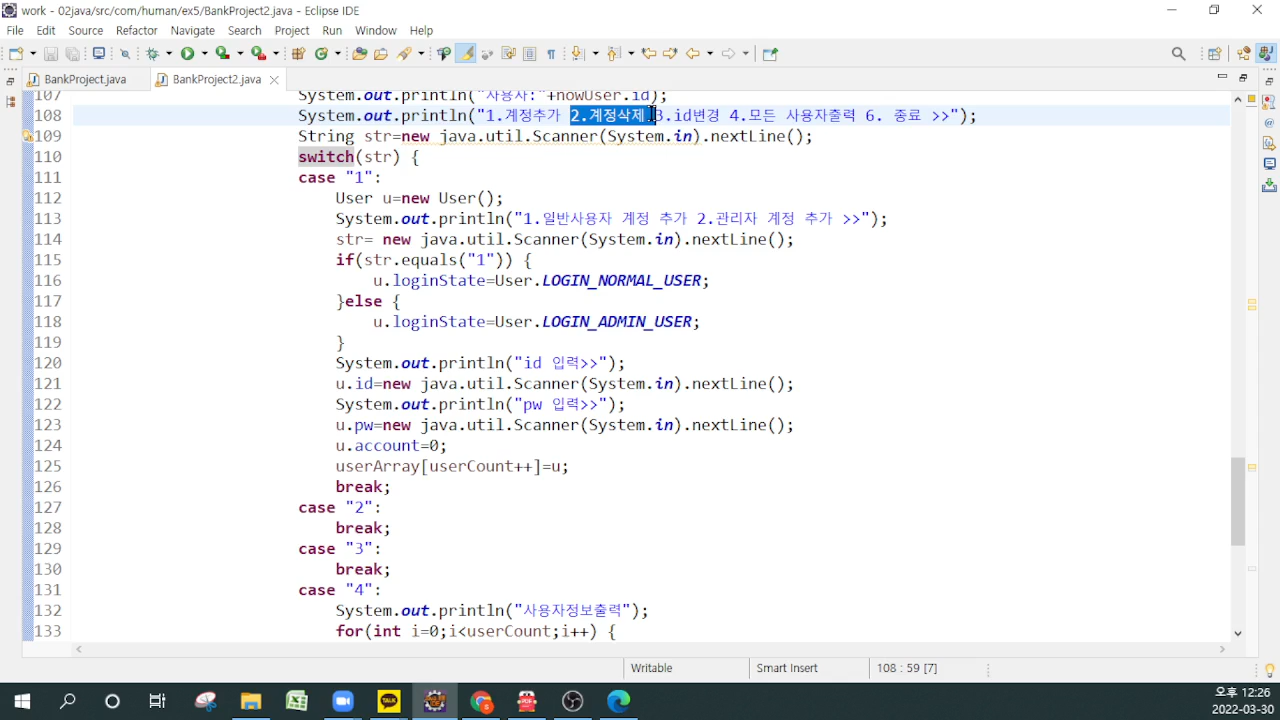 work - 02java/src/com/human/ex5/BankProject2.java - Eclipse IDE
File Edit Source Refactor Navigate Search Project Run Window Help
BankProject.java BankProject2.java
107 System.out.println("사용자:"+nowUser.id);
108 System.out.println("1.계정추가 2.계정삭제 3.id변경 4.모든 사용자출력 6. 종료 >>");
109 String str=new java.util.Scanner(System.in).nextLine();
110 switch(str) {
111 case "1":
112 User u=new User();
113 System.out.println("1.일반사용자 계정 추가 2.관리자 계정 추가 >>");
114 str= new java.util.Scanner(System.in).nextLine();
115 if(str.equals("1")) {
116 u.loginState=User.LOGIN_NORMAL_USER;
117 }else {
118 u.loginState=User.LOGIN_ADMIN_USER;
119 }
120 System.out.println("id 입력>>");
121 u.id=new java.util.Scanner(System.in).nextLine();
122 System.out.println("pw 입력>>");
123 u.pw=new java.util.Scanner(System.in).nextLine();
124 u.account=0;
125 userArray[userCount++]=u;
126 break;
127 case "2":
128 break;
129 case "3":
130 break;
131 case "4":
132 System.out.println("사용자정보출력");
133 for(int i=0;i<userCount;i++) {
Writable Smart Insert 108 : 59 [7]
오후 12:26
2022-03-30